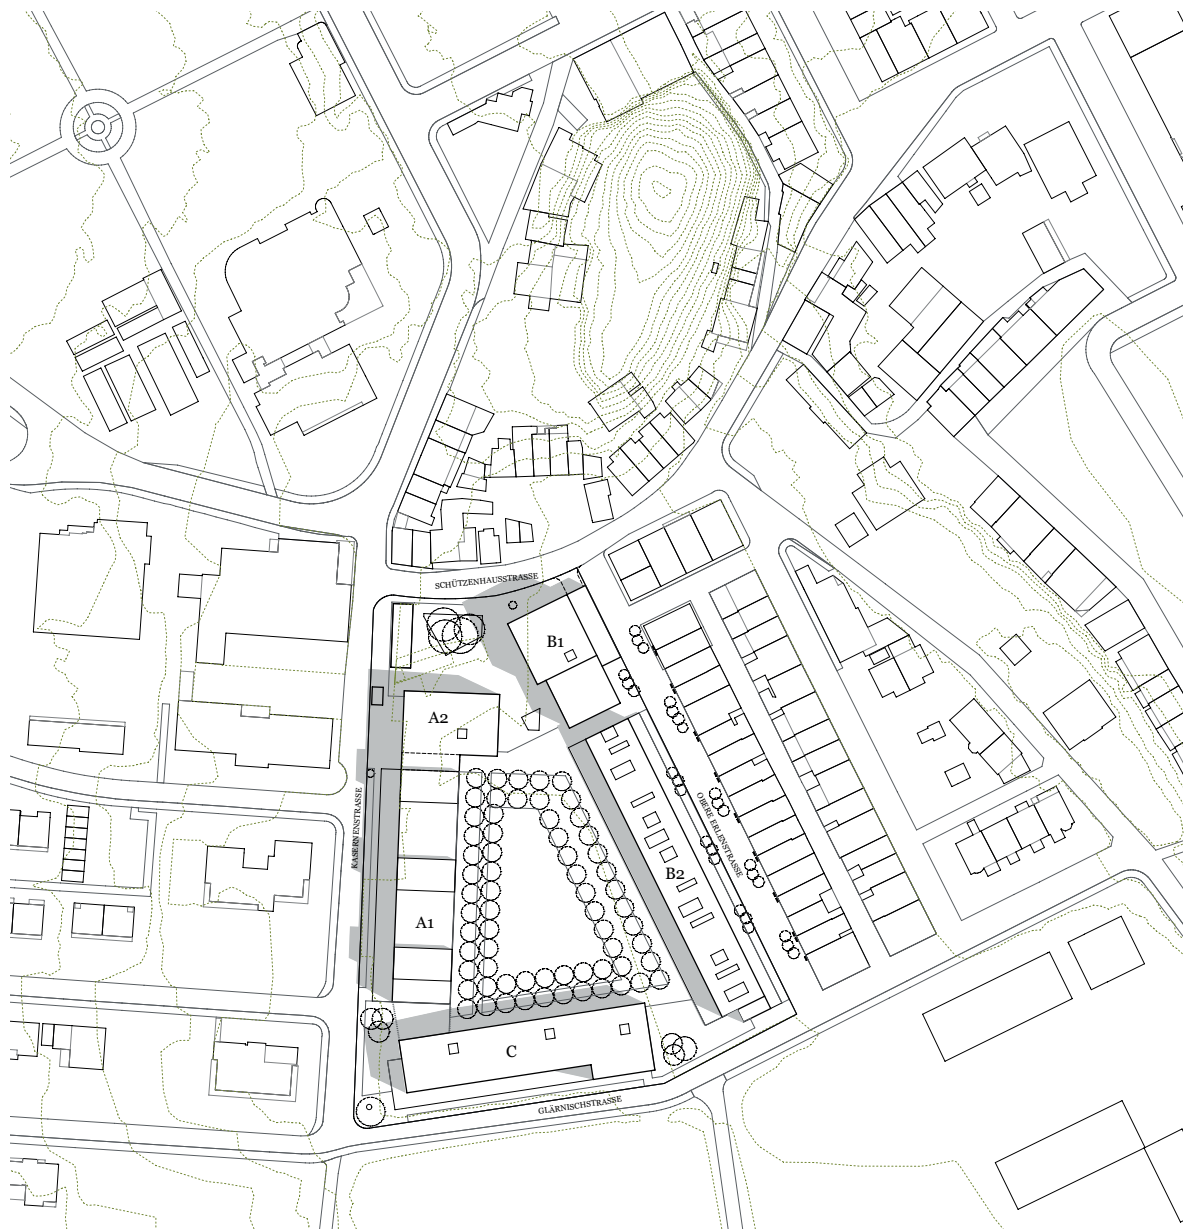 SCHÜTZENHAUSSTRASSE
B1
A2
KASERNENSTRASSE
OBERE ERLENSTRASSE
B2
A1
C
GLÄRNISCHSTRASSE